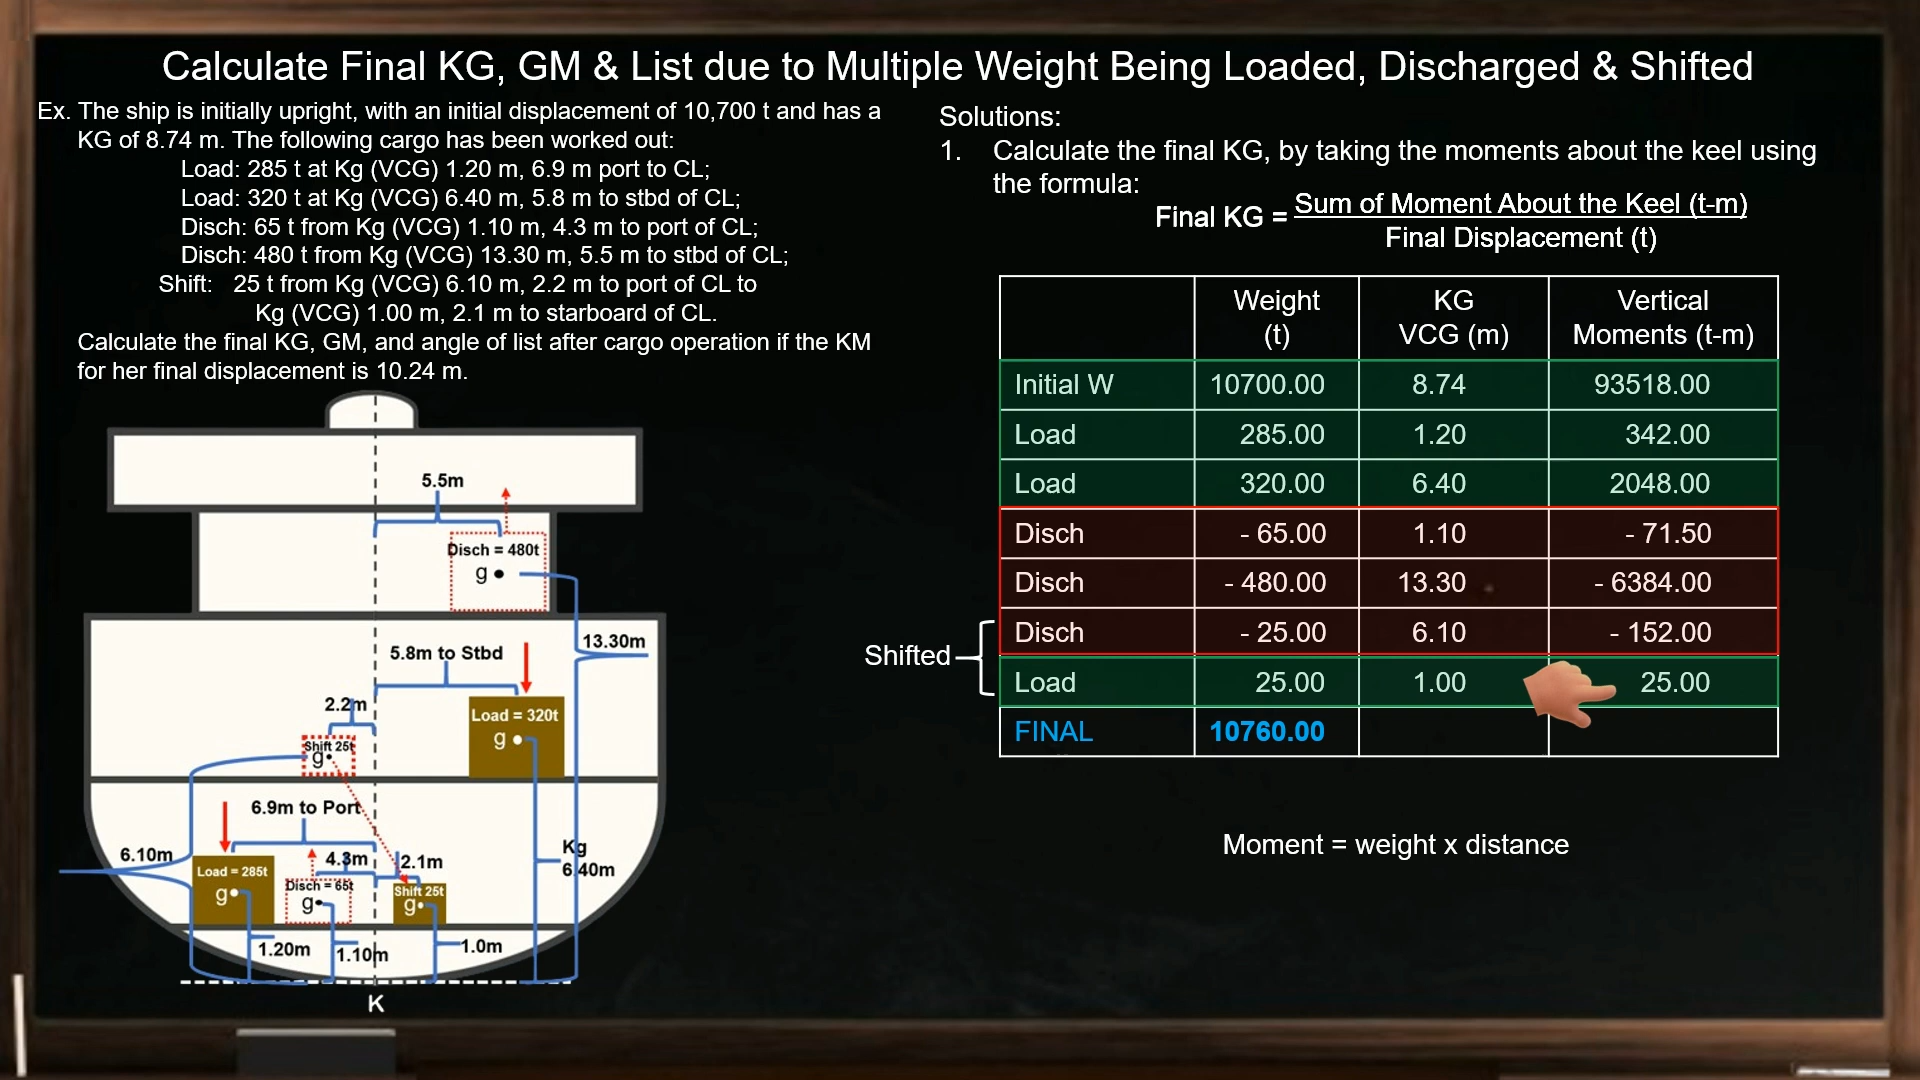 Calculate Final KG, GM & List due to Multiple Weight Being Loaded, Discharged & Shifted
Ex. The ship is initially upright, with an initial displacement of 10,700 t and has a
KG of 8.74 m. The following cargo has been worked out:
Load: 285 t at Kg (VCG) 1.20 m, 6.9 m port to CL;
Load: 320 t at Kg (VCG) 6.40 m, 5.8 m to stbd of CL;
Disch: 65 t from Kg (VCG) 1.10 m, 4.3 m to port of CL;
Disch: 480 t from Kg (VCG) 13.30 m, 5.5 m to stbd of CL;
Shift: 25 t from Kg (VCG) 6.10 m, 2.2 m to port of CL to
Kg (VCG) 1.00 m, 2.1 m to starboard of CL.
Calculate the final KG, GM, and angle of list after cargo operation if the KM
for her final displacement is 10.24 m.
5.5m
Disch = 480t
g
13.30m
5.8m to Stbd
2.2m
Load = 320t
g
Shift 25t
g
6.9m to Port
6.10m
4.3m
2.1m
Kg
6.40m
Load = 285t
g
Disch = 65t
g
Shift 25t
g
1.20m
1.10m
1.0m
K
Solutions:
1. Calculate the final KG, by taking the moments about the keel using
the formula:
Final KG = Sum of Moment About the Keel (t-m)
Final Displacement (t)
Weight (t) KG VCG (m) Vertical Moments (t-m)
Initial W 10700.00 8.74 93518.00
Load 285.00 1.20 342.00
Load 320.00 6.40 2048.00
Disch - 65.00 1.10 - 71.50
Disch - 480.00 13.30 - 6384.00
Shifted
Disch - 25.00 6.10 - 152.00
Load 25.00 1.00 25.00
FINAL 10760.00
Moment = weight x distance